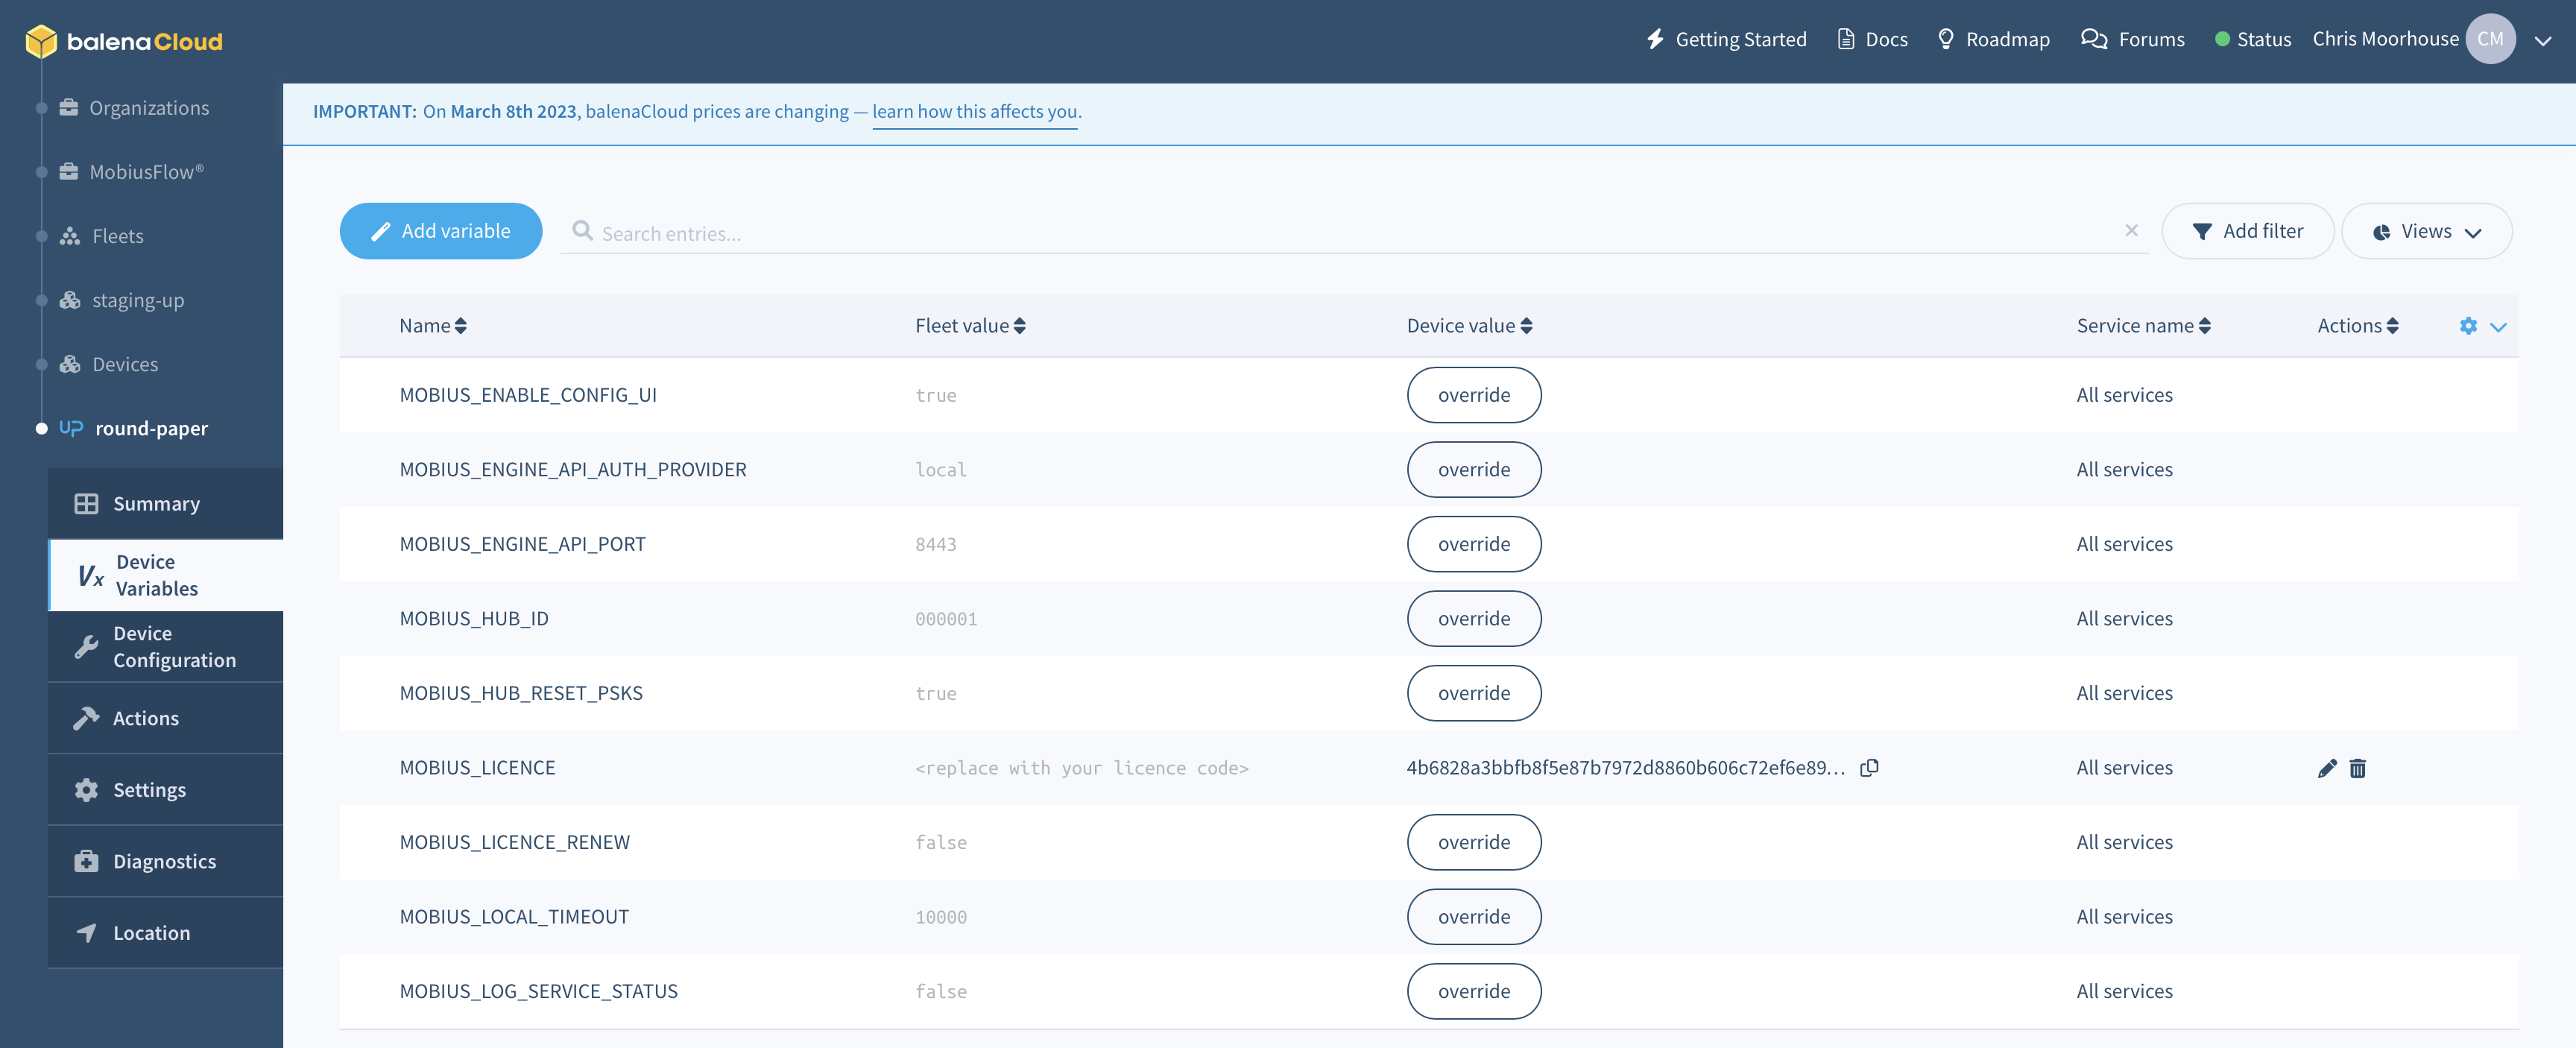 balenaCloud
Getting Started Docs Roadmap Forums Status Chris Moorhouse CM
Organizations
MobiusFlow®
Fleets
staging-up
Devices
UP round-paper
Summary
Vx Device
Variables
Device
Configuration
Actions
Settings
Diagnostics
Location
IMPORTANT: On March 8th 2023, balenaCloud prices are changing — learn how this affects you.
Add variable Search entries... Add filter Views
Name Fleet value Device value Service name Actions
MOBIUS_ENABLE_CONFIG_UI true override All services
MOBIUS_ENGINE_API_AUTH_PROVIDER local override All services
MOBIUS_ENGINE_API_PORT 8443 override All services
MOBIUS_HUB_ID 000001 override All services
MOBIUS_HUB_RESET_PSKS true override All services
MOBIUS_LICENCE <replace with your licence code> 4b6828a3bbfb8f5e87b7972d8860b606c72ef6e89... All services
MOBIUS_LICENCE_RENEW false override All services
MOBIUS_LOCAL_TIMEOUT 10000 override All services
MOBIUS_LOG_SERVICE_STATUS false override All services